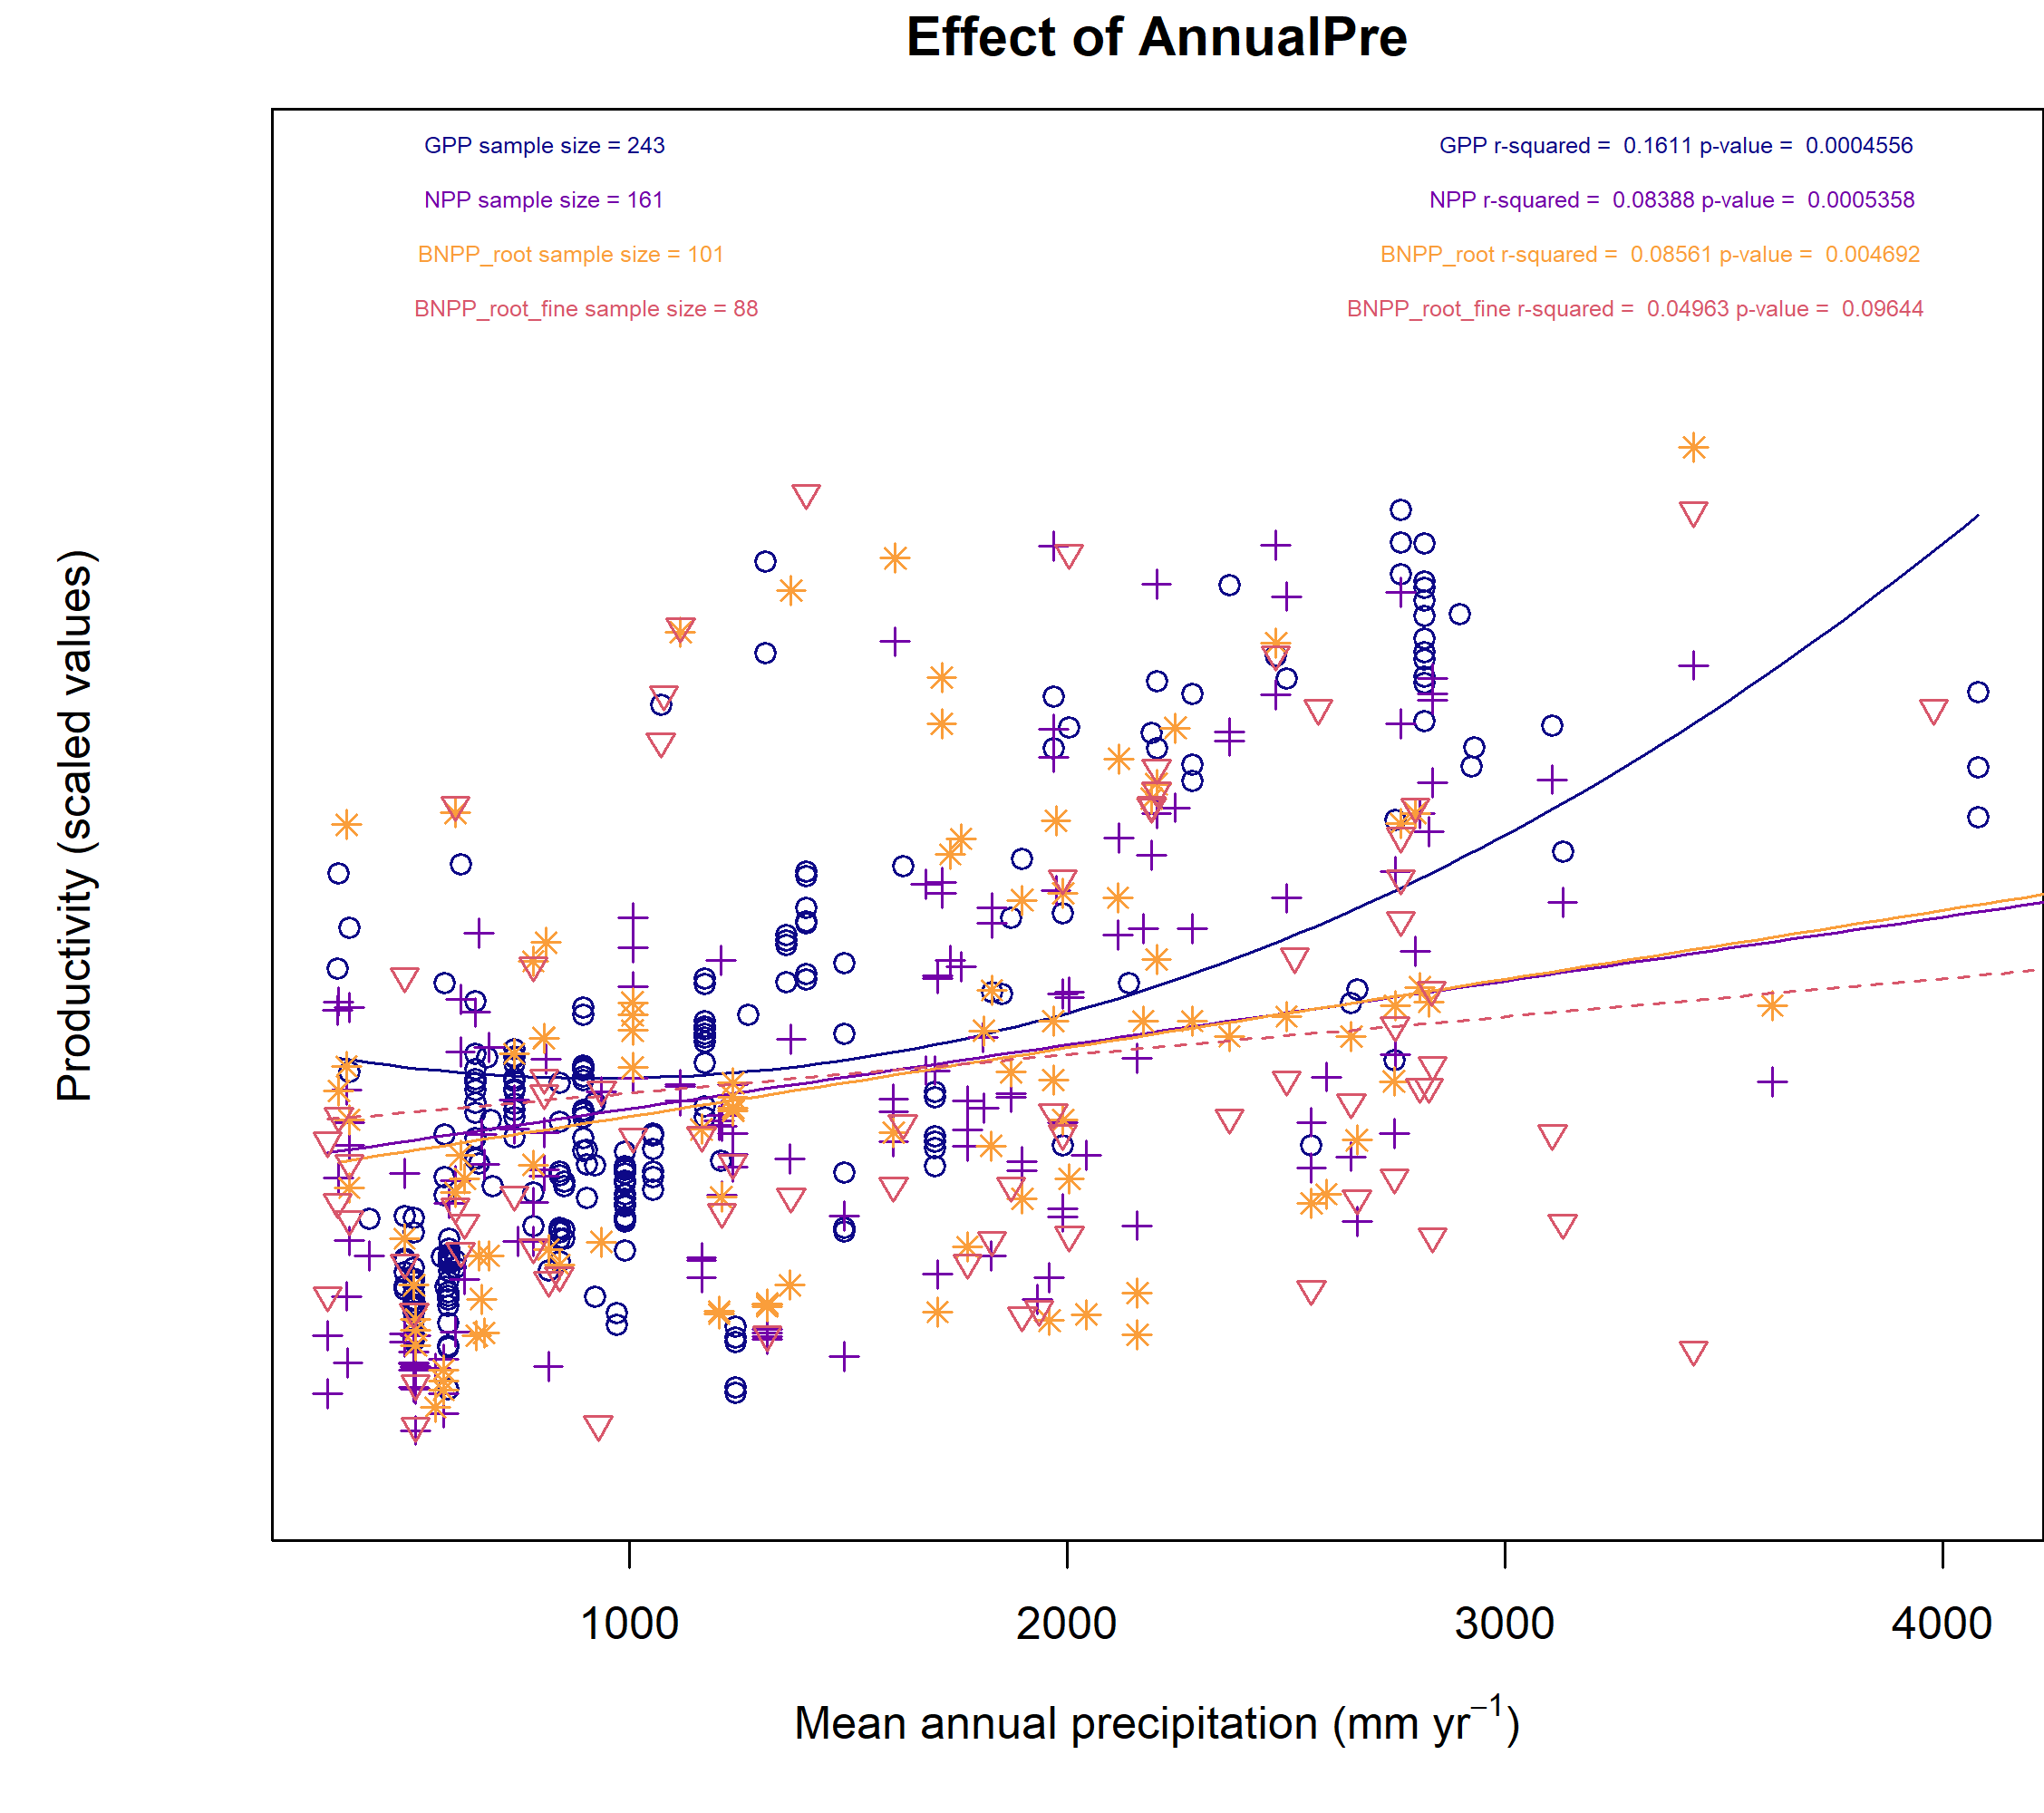 Effect of AnnualPre
GPP sample size = 243
GPP r-squared =  0.1611 p-value =  0.0004556
NPP sample size = 161
NPP r-squared =  0.08388 p-value =  0.0005358
BNPP_root sample size = 101
BNPP_root r-squared =  0.08561 p-value =  0.004692
BNPP_root_fine sample size = 88
BNPP_root_fine r-squared =  0.04963 p-value =  0.09644
Productivity (scaled values)
1000 2000 3000 4000
Mean annual precipitation (mm yr⁻¹)